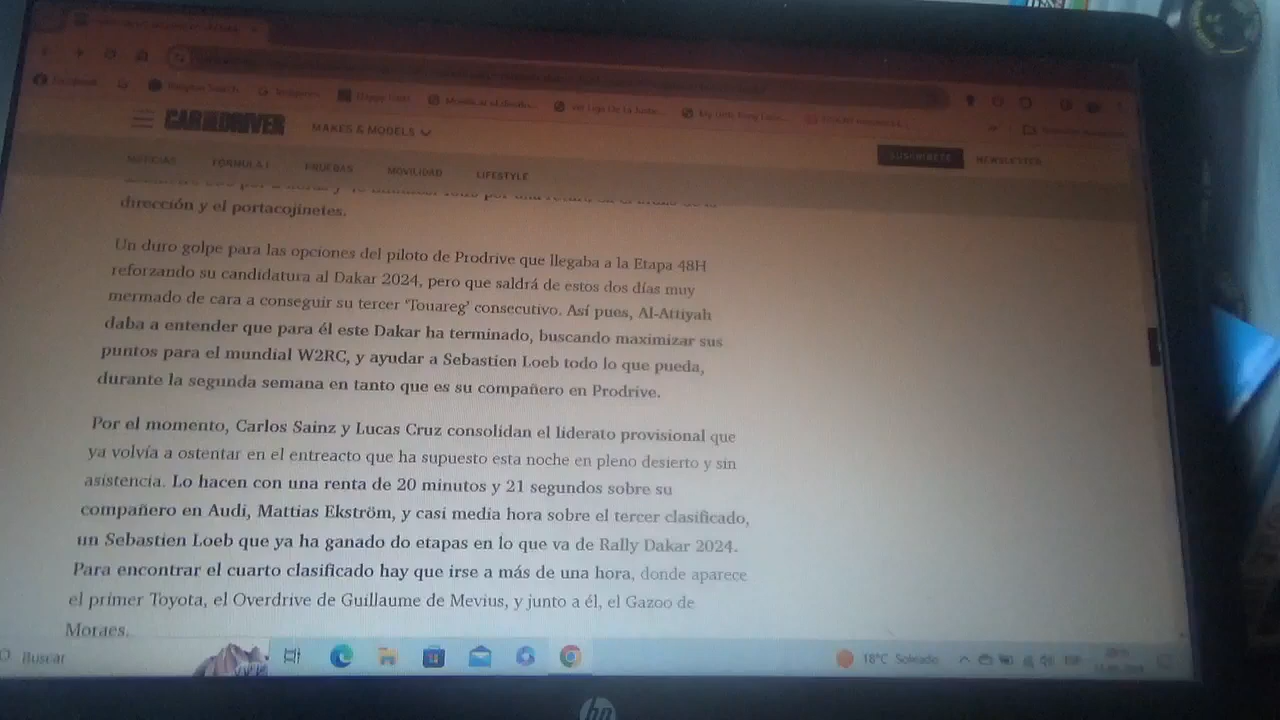 Facebook
CAR AND DRIVER MAKES & MODELS
SUSKRÍBETE NEWSLETTER
NOTICIAS FÓRMULA 1 PRUEBAS MOVILIDAD LIFESTYLE
dirección y el portacojinetes.
Un duro golpe para las opciones del piloto de Prodrive que llegaba a la Etapa 48H
reforzando su candidatura al Dakar 2024, pero que saldrá de estos dos días muy
mermado de cara a conseguir su tercer 'Touareg' consecutivo. Así pues, Al-Attiyah
daba a entender que para él este Dakar ha terminado, buscando maximizar sus
puntos para el mundial W2RC, y ayudar a Sebastien Loeb todo lo que pueda,
durante la segunda semana en tanto que es su compañero en Prodrive.
Por el momento, Carlos Sainz y Lucas Cruz consolidan el liderato provisional que
ya volvía a ostentar en el entreacto que ha supuesto esta noche en pleno desierto y sin
asistencia. Lo hacen con una renta de 20 minutos y 21 segundos sobre su
compañero en Audi, Mattias Ekström, y casi media hora sobre el tercer clasificado,
un Sebastien Loeb que ya ha ganado do etapas en lo que va de Rally Dakar 2024.
Para encontrar el cuarto clasificado hay que irse a más de una hora, donde aparece
el primer Toyota, el Overdrive de Guillaume de Mevius, y junto a él, el Gazoo de
Moraes.
Buscar
18°C Soleado
ESP
hp